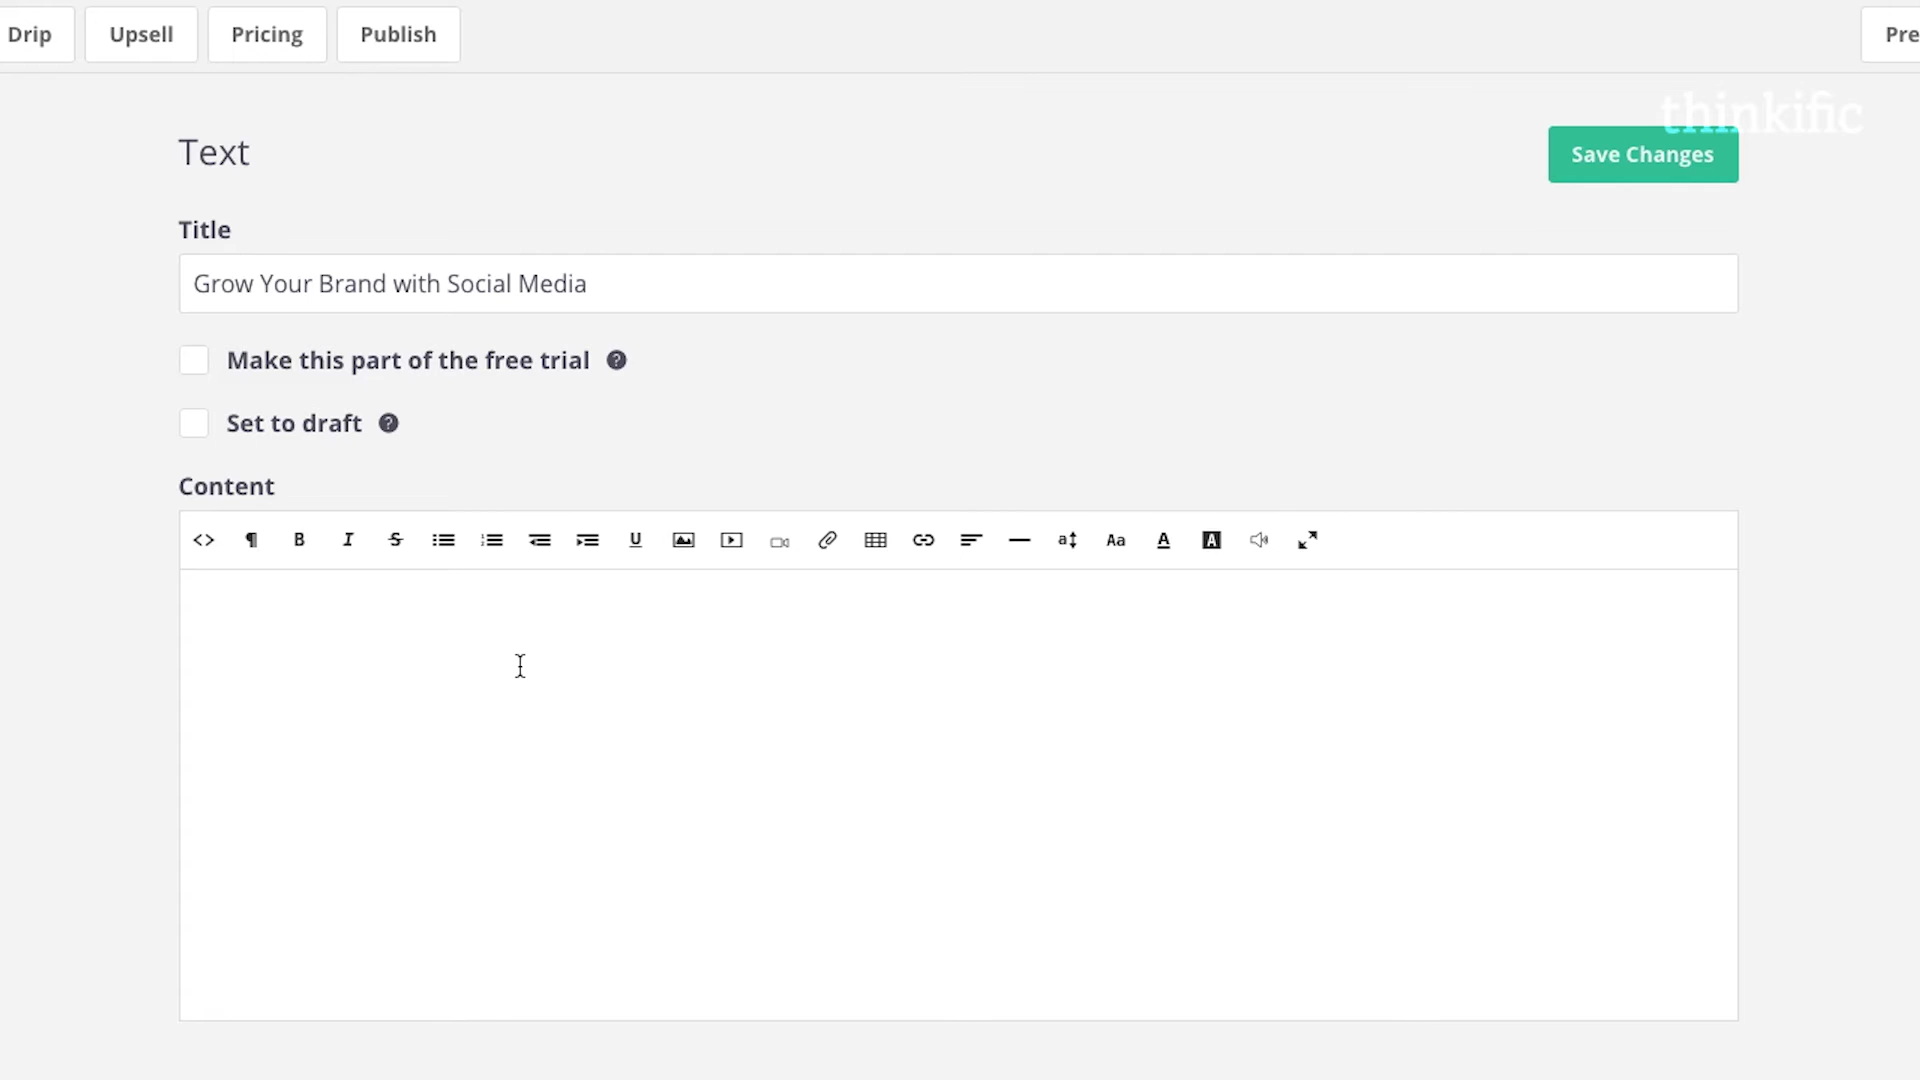 Drip Upsell Pricing Publish Pre
thinkific
Text
Save Changes
Title
Grow Your Brand with Social Media
Make this part of the free trial ?
Set to draft ?
Content
<> ¶ B I S U a Aa A A